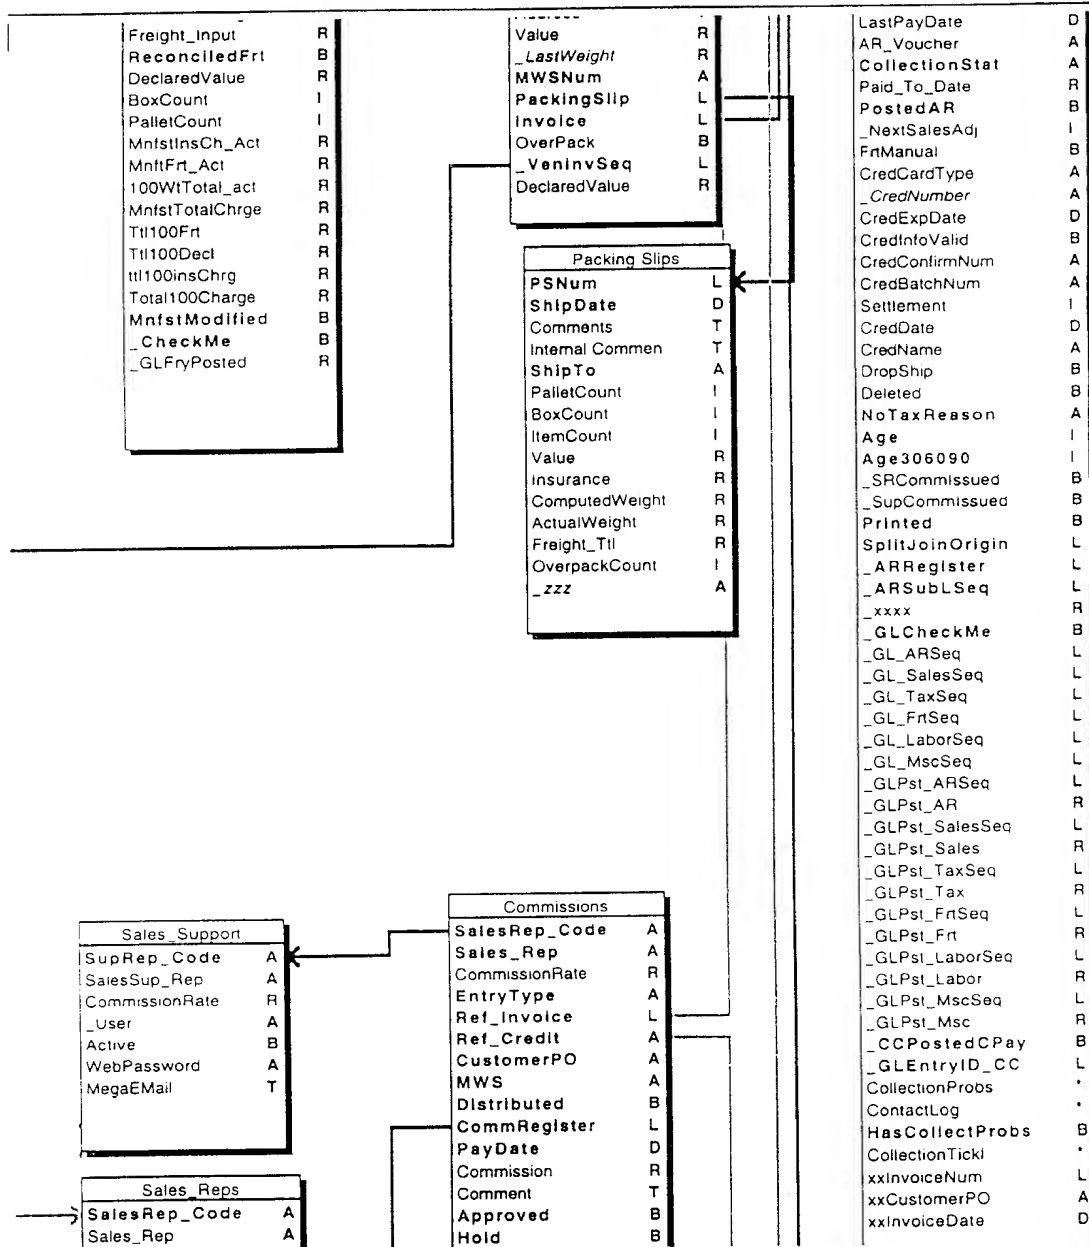 Freight_Input R
ReconciledFrt B
DeclaredValue R
BoxCount I
PalletCount I
MnfstInsCh_Act R
MnftFrt_Act R
100WtTotal_act R
MnfstTotalChrge R
Ttl100Frt R
Ttl100Decl R
ttl100insChrg R
Total100Charge R
MnfstModified B
_CheckMe B
_GLFryPosted R
Value R
_LastWeight R
MWSNum A
PackingSlip L
Invoice L
OverPack B
_VenInvSeq L
DeclaredValue R
Packing Slips
PSNum L
ShipDate D
Comments T
Internal Commen T
ShipTo A
PalletCount I
BoxCount I
ItemCount I
Value R
Insurance R
ComputedWeight R
ActualWeight R
Freight_Ttl R
OverpackCount I
_zzz A
Sales_Support
SupRep_Code A
SalesSup_Rep A
CommissionRate R
_User A
Active B
WebPassword A
MegaEMail T
Sales_Reps
SalesRep_Code A
Sales_Rep A
Commissions
SalesRep_Code A
Sales_Rep A
CommissionRate R
EntryType A
Ref_Invoice L
Ref_Credit A
CustomerPO A
MWS A
Distributed B
CommRegister L
PayDate D
Commission R
Comment T
Approved B
Hold B
LastPayDate D
AR_Voucher A
CollectionStat A
Paid_To_Date R
PostedAR B
_NextSalesAdj I
FrtManual B
CredCardType A
_CredNumber A
CredExpDate D
CredInfoValid B
CredConfirmNum A
CredBatchNum A
Settlement I
CredDate D
CredName A
DropShip B
Deleted B
NoTaxReason A
Age I
Age306090 I
_SRCommIssued B
_SupCommIssued B
Printed B
SplitJoinOrigin L
_ARRegister L
_ARSubLSeq L
_xxxx R
_GLCheckMe B
_GL_ARSeq L
_GL_SalesSeq L
_GL_TaxSeq L
_GL_FrtSeq L
_GL_LaborSeq L
_GL_MscSeq L
_GLPst_ARSeq L
_GLPst_AR R
_GLPst_SalesSeq L
_GLPst_Sales R
_GLPst_TaxSeq L
_GLPst_Tax R
_GLPst_FrtSeq L
_GLPst_Frt R
_GLPst_LaborSeq L
_GLPst_Labor R
_GLPst_MscSeq L
_GLPst_Msc R
_CCPostedCPay B
_GLEntryID_CC L
CollectionProbs *
ContactLog *
HasCollectProbs B
CollectionTickl *
xxInvoiceNum L
xxCustomerPO A
xxInvoiceDate D